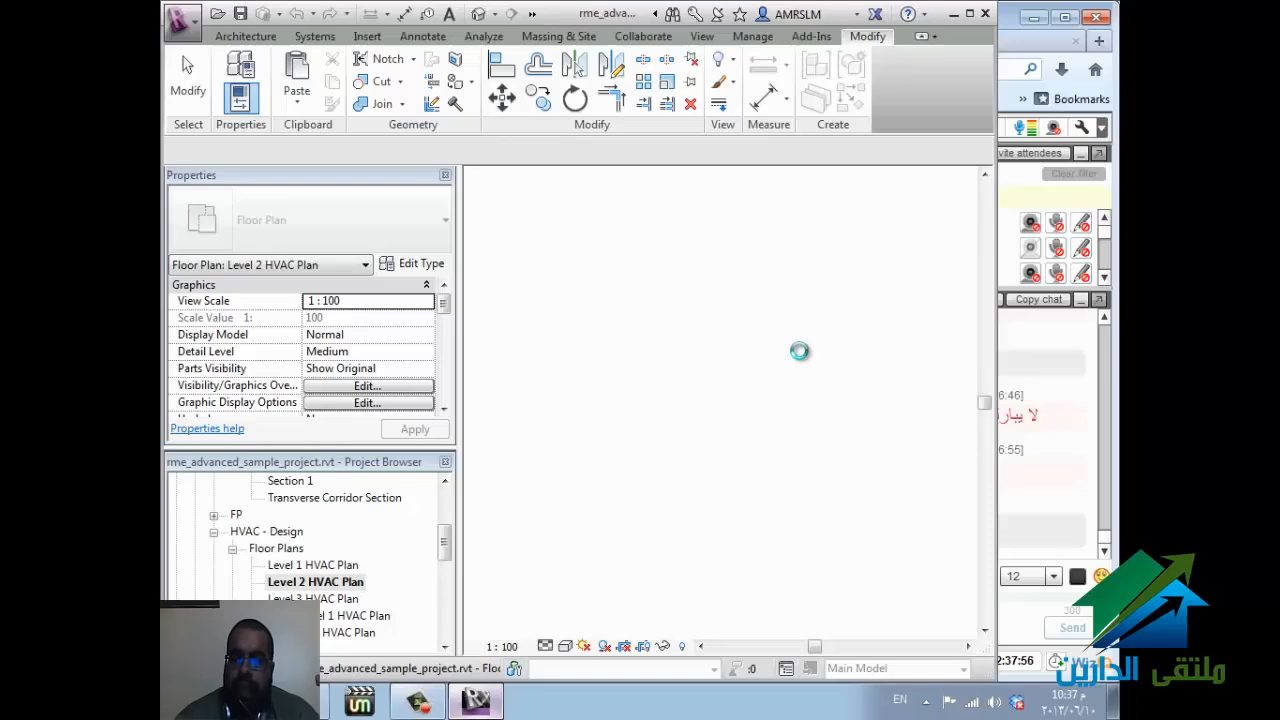 rme_adva...
AMRSLM
Architecture Systems Insert Annotate Analyze Massing & Site Collaborate View Manage Add-Ins Modify
Modify
Paste
Notch
Cut
Join
Select Properties Clipboard Geometry Modify View Measure Create
Bookmarks
vite attendees
Clear filter
Properties
Floor Plan
Floor Plan: Level 2 HVAC Plan Edit Type
Graphics
View Scale 1 : 100
Scale Value 1: 100
Display Model Normal
Detail Level Medium
Parts Visibility Show Original
Visibility/Graphics Ove... Edit...
Graphic Display Options Edit...
Properties help Apply
Copy chat
6:46]
لا يبار
6:55]
rme_advanced_sample_project.rvt - Project Browser
Section 1
Transverse Corridor Section
FP
HVAC - Design
Floor Plans
Level 1 HVAC Plan
Level 2 HVAC Plan
Level 3 HVAC Plan
el 1 HVAC Plan
HVAC Plan
1 : 100
12
300
Send
e_advanced_sample_project.rvt - Floo
:0
Main Model
2:37:56
Wiz
ملتقى الدارين
EN
10:37 م
٢٠١٣/٠٦/١٠